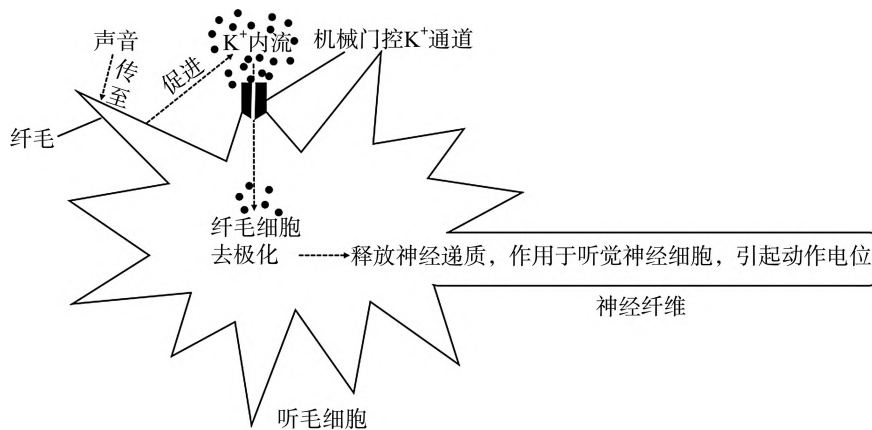 声音
传至
促进
K⁺内流
机械门控K⁺通道
纤毛
纤毛细胞
去极化
释放神经递质，作用于听觉神经细胞，引起动作电位
神经纤维
听毛细胞